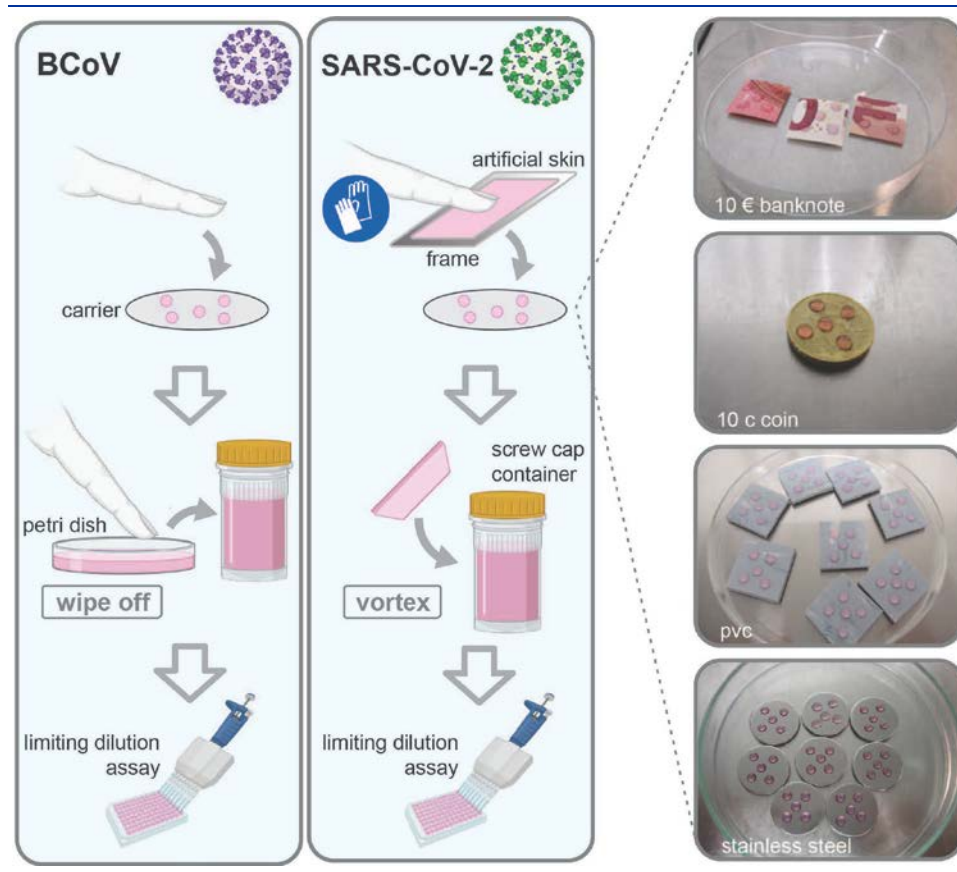 BCoV
carrier
petri dish
wipe off
limiting dilution
assay
SARS-CoV-2
artificial skin
frame
screw cap
container
vortex
limiting dilution
assay
10 € banknote
10 c coin
pvc
stainless steel